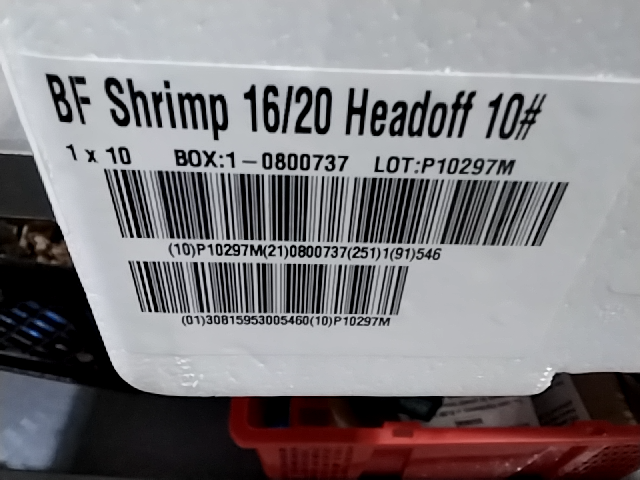 BF Shrimp 16/20 Headoff 10#
1 x 10 BOX:1-0800737 LOT:P10297M
(10)P10297M(21)0800737(251)1(91)546
(01)30815953005460(10)P10297M